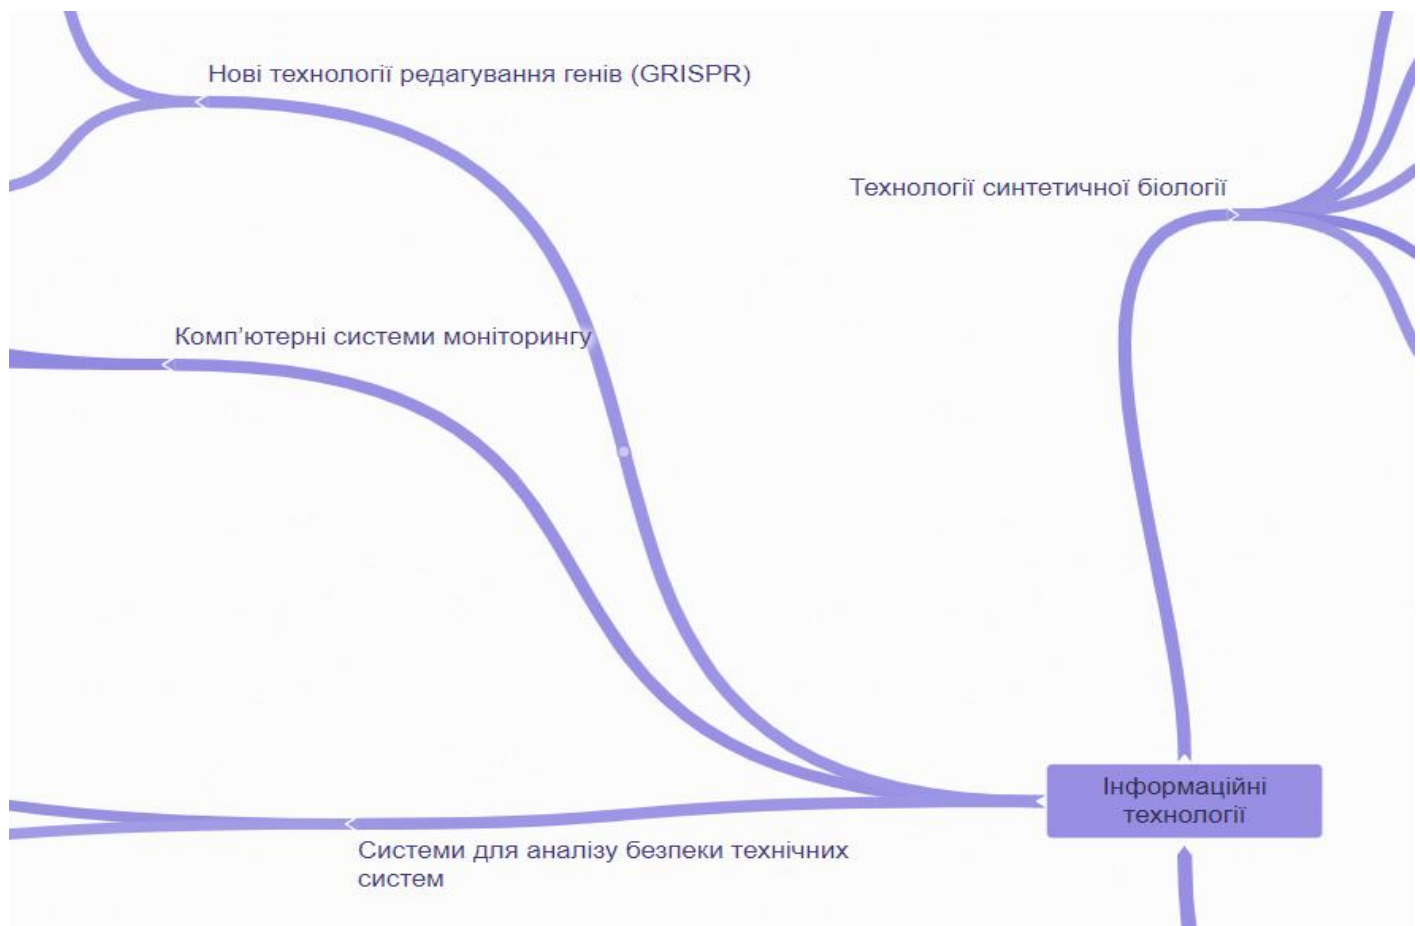 Нові технології редагування генів (GRISPR)
Технології синтетичної біології
Комп’ютерні системи моніторингу
Інформаційні
технології
Системи для аналізу безпеки технічних
систем